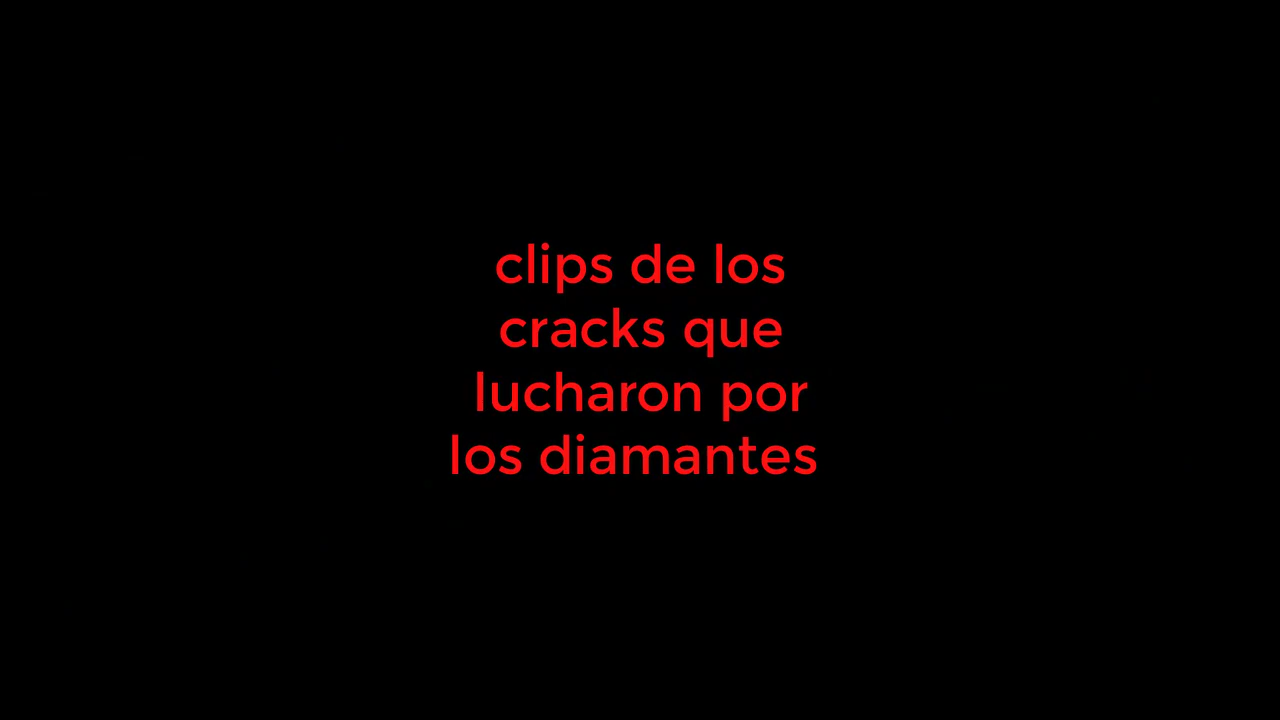 clips de los
cracks que
lucharon por
los diamantes